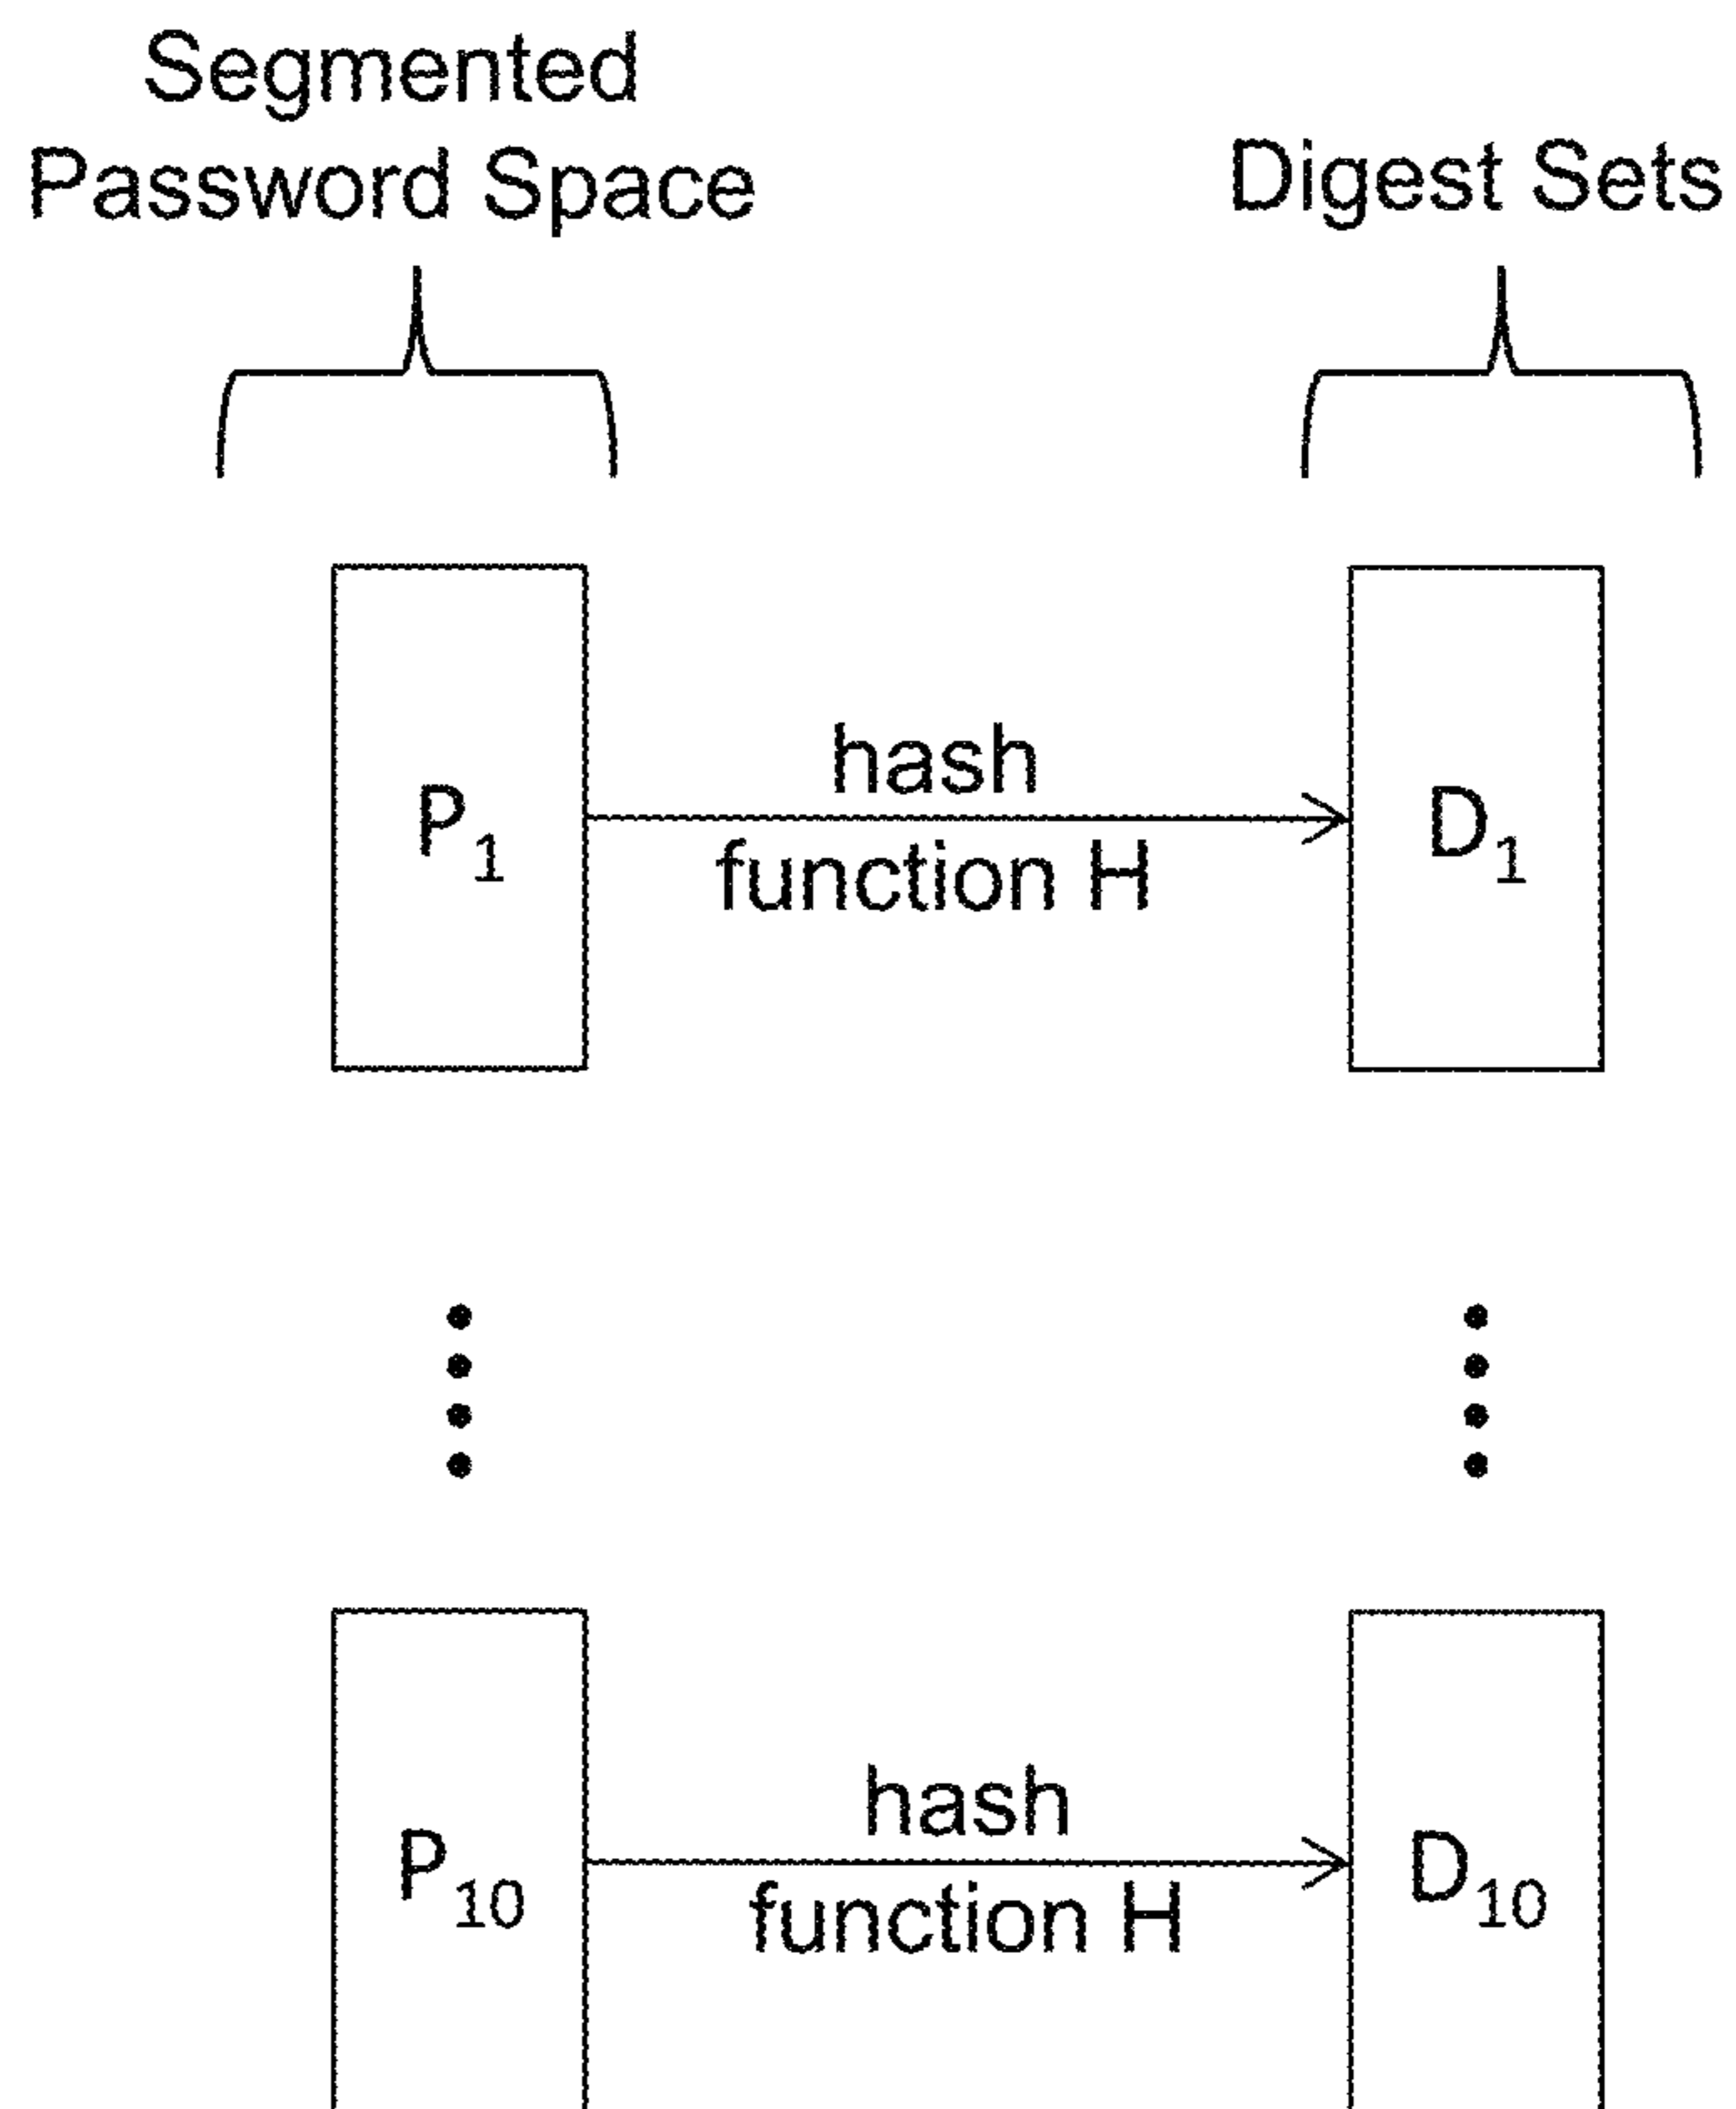 Segmented
Password Space
Digest Sets
hash
P₁
D₁
function H
hash
P₁₀
D₁₀
function H